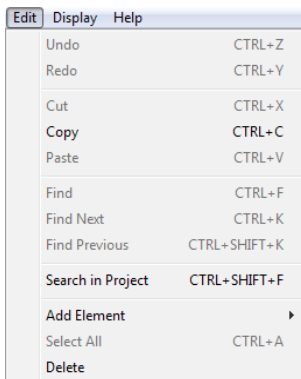 Edit Display Help
Undo CTRL+Z
Redo CTRL+Y
Cut CTRL+X
Copy CTRL+C
Paste CTRL+V
Find CTRL+F
Find Next CTRL+K
Find Previous CTRL+SHIFT+K
Search in Project CTRL+SHIFT+F
Add Element
Select All CTRL+A
Delete